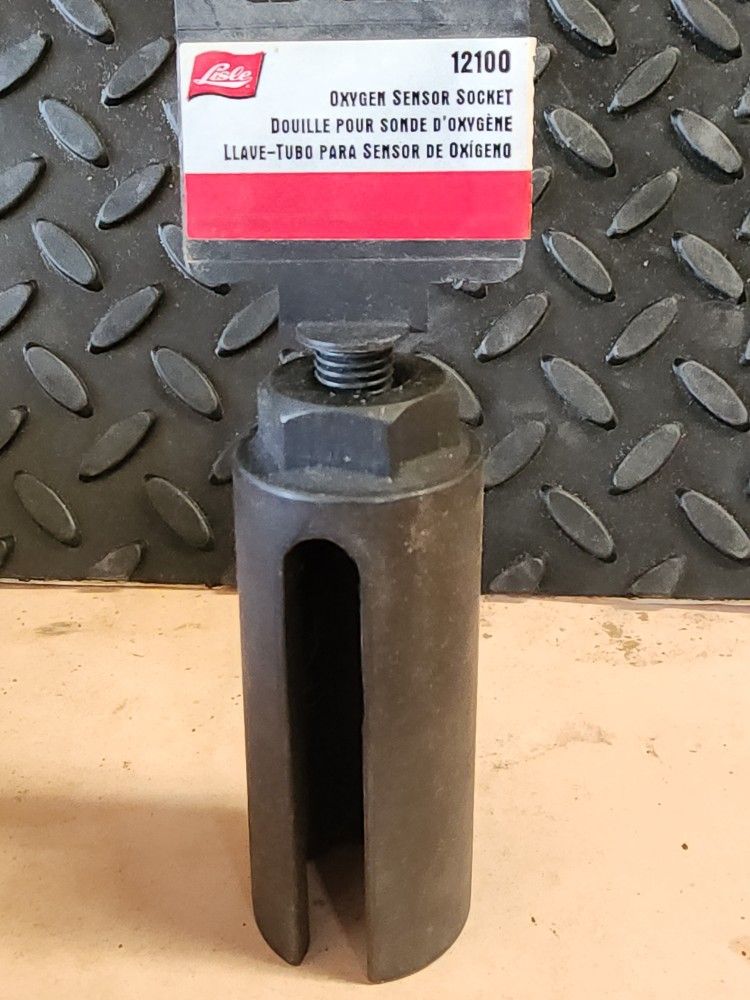 Lisle
12100
OXYGEN SENSOR SOCKET
DOUILLE POUR SONDE D'OXYGÈNE
LLAVE-TUBO PARA SENSOR DE OXÍGENO